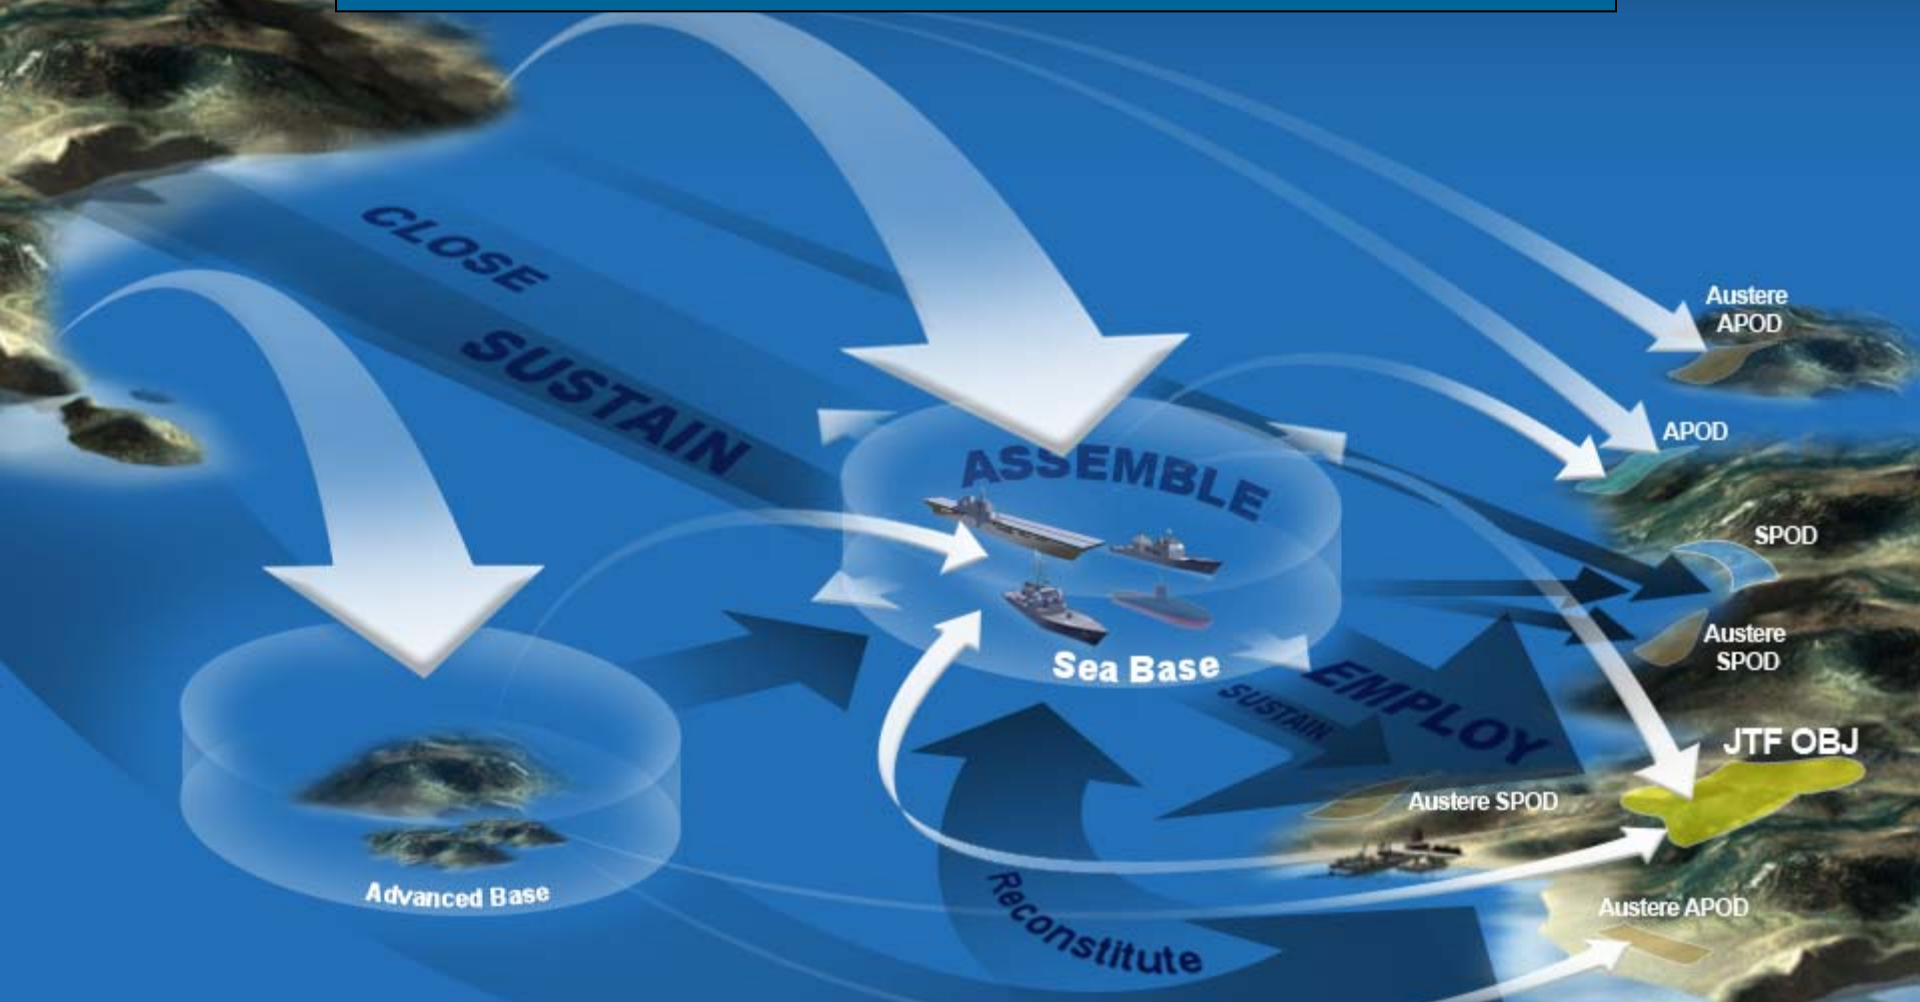 CLOSE
SUSTAIN
Austere
APOD
APOD
ASSEMBLE
SPOD
Austere
SPOD
Sea Base
EMPLOY
SUSTAIN
JTF OBJ
Austere SPOD
Advanced Base
Reconstitute
Austere APOD